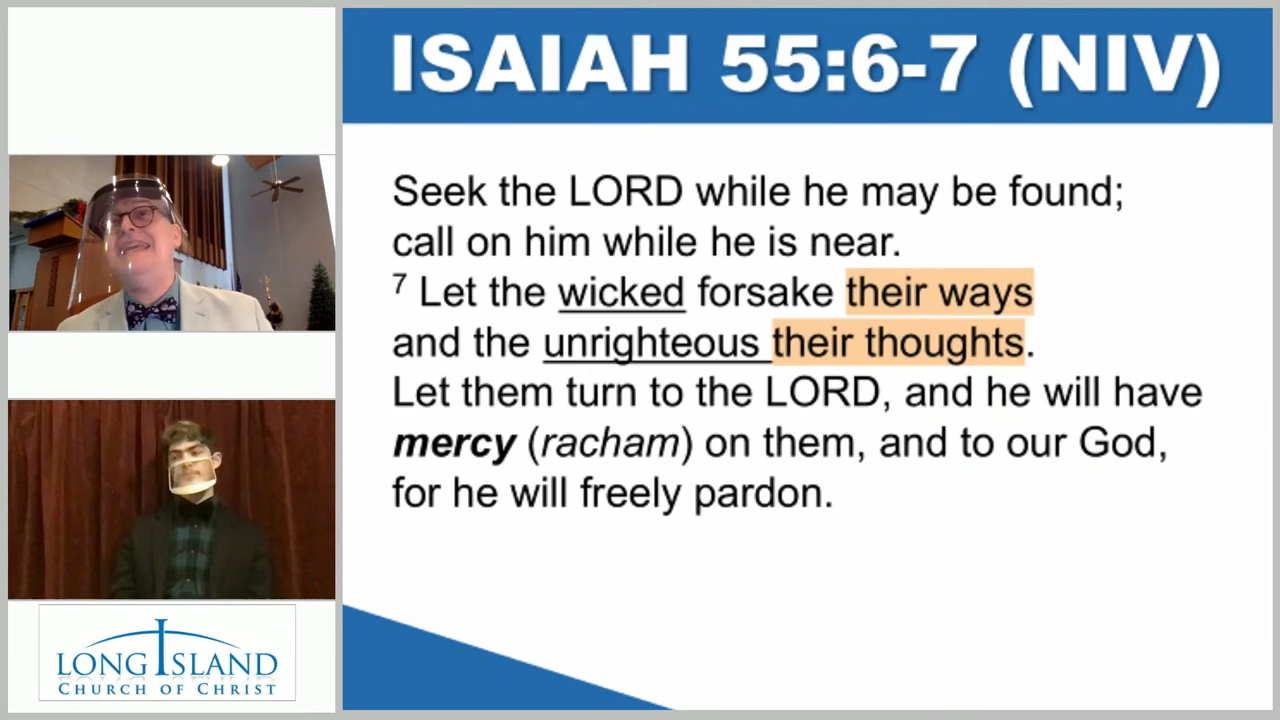 ISAIAH 55:6-7 (NIV)
Seek the LORD while he may be found;
call on him while he is near.
7 Let the wicked forsake their ways
and the unrighteous their thoughts.
Let them turn to the LORD, and he will have
mercy (racham) on them, and to our God,
for he will freely pardon.
LONG ISLAND
CHURCH OF CHRIST